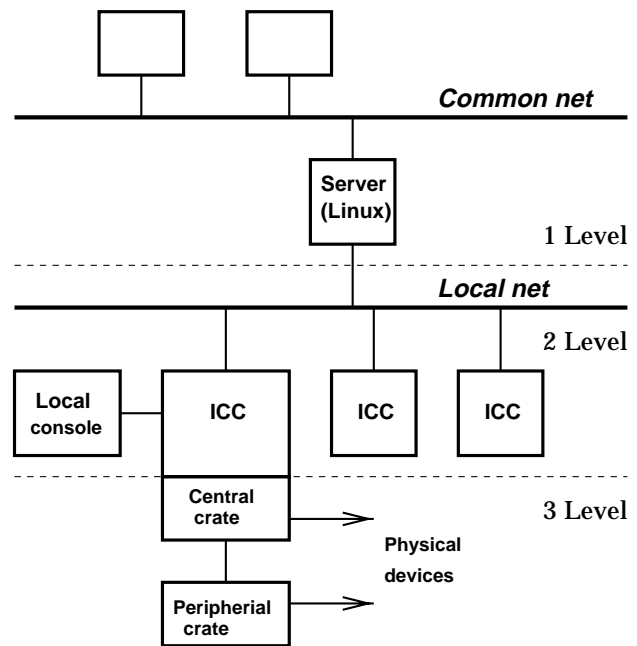 Common net
Server
(Linux)
1 Level
Local net
2 Level
Local
console
ICC
ICC
ICC
Central
crate
3 Level
Physical
devices
Peripherial
crate